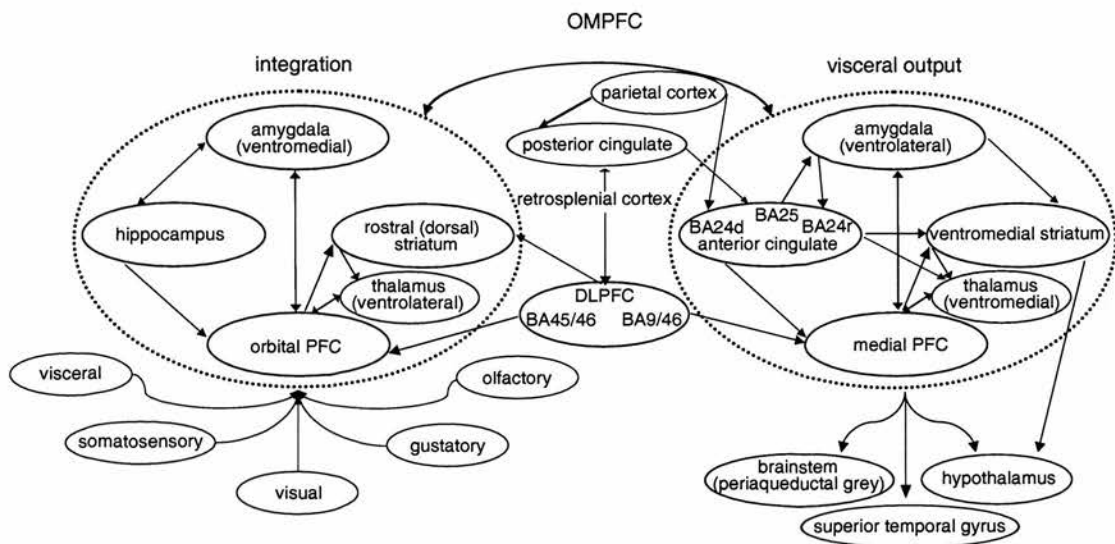 OMPFC
integration
visceral output
parietal cortex
amygdala
(ventromedial)
posterior cingulate
amygdala
(ventrolateral)
retrosplenial cortex
hippocampus
rostral (dorsal)
striatum
BA25
BA24d
BA24r
anterior cingulate
ventromedial striatum
thalamus
(ventrolateral)
DLPFC
BA45/46
BA9/46
thalamus
(ventromedial)
orbital PFC
medial PFC
visceral
olfactory
somatosensory
gustatory
visual
brainstem
(periaqueductal grey)
hypothalamus
superior temporal gyrus